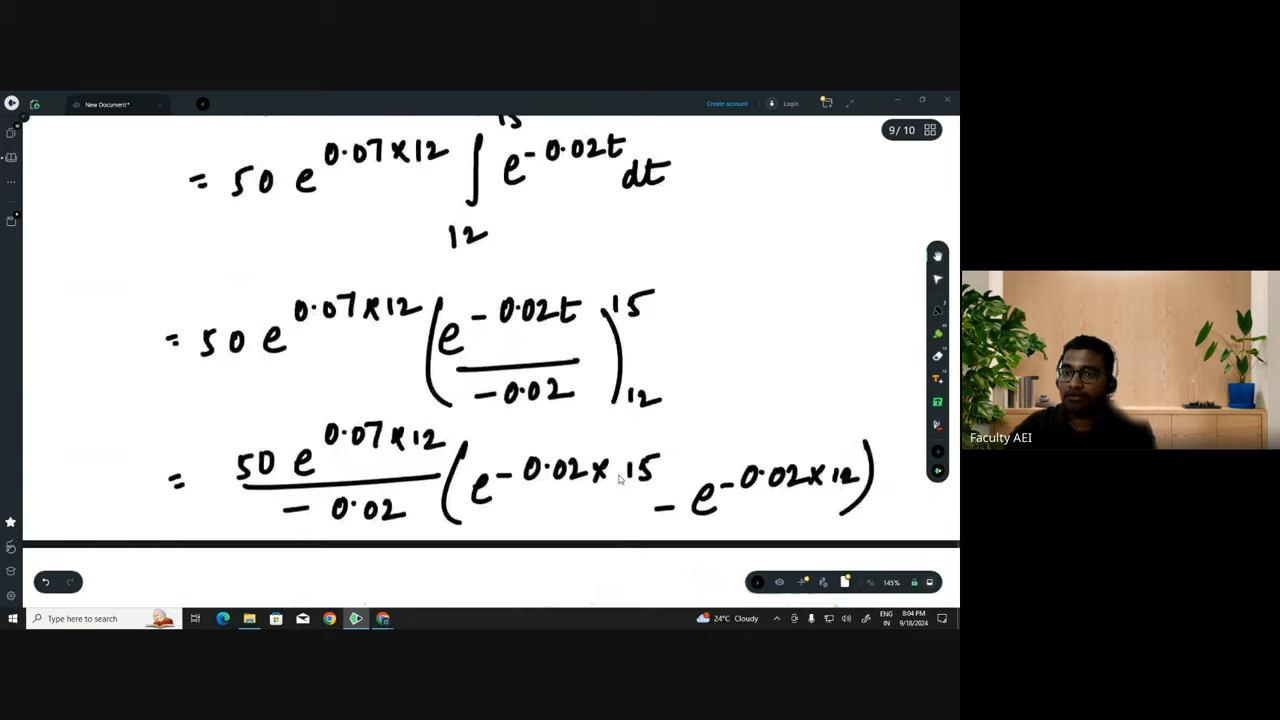 New Document*
Create account
Login
9 / 10
15
= 50 e^{0.07×12} ∫_{12} e^{-0.02t} dt
= 50 e^{0.07×12} (e^{-0.02t} / -0.02)^{15}_{12}
= 50 e^{0.07×12} / -0.02 (e^{-0.02×15} - e^{-0.02×12})
145%
Faculty AEI
Type here to search
24°C Cloudy
ENG
IN
8:04 PM
9/18/2024